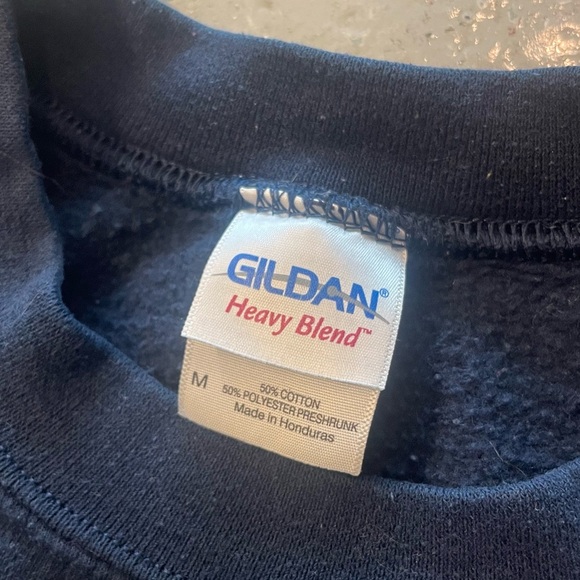 GILDAN®
Heavy Blend™
M
50% COTTON
50% POLYESTER PRESHRUNK
Made in Honduras